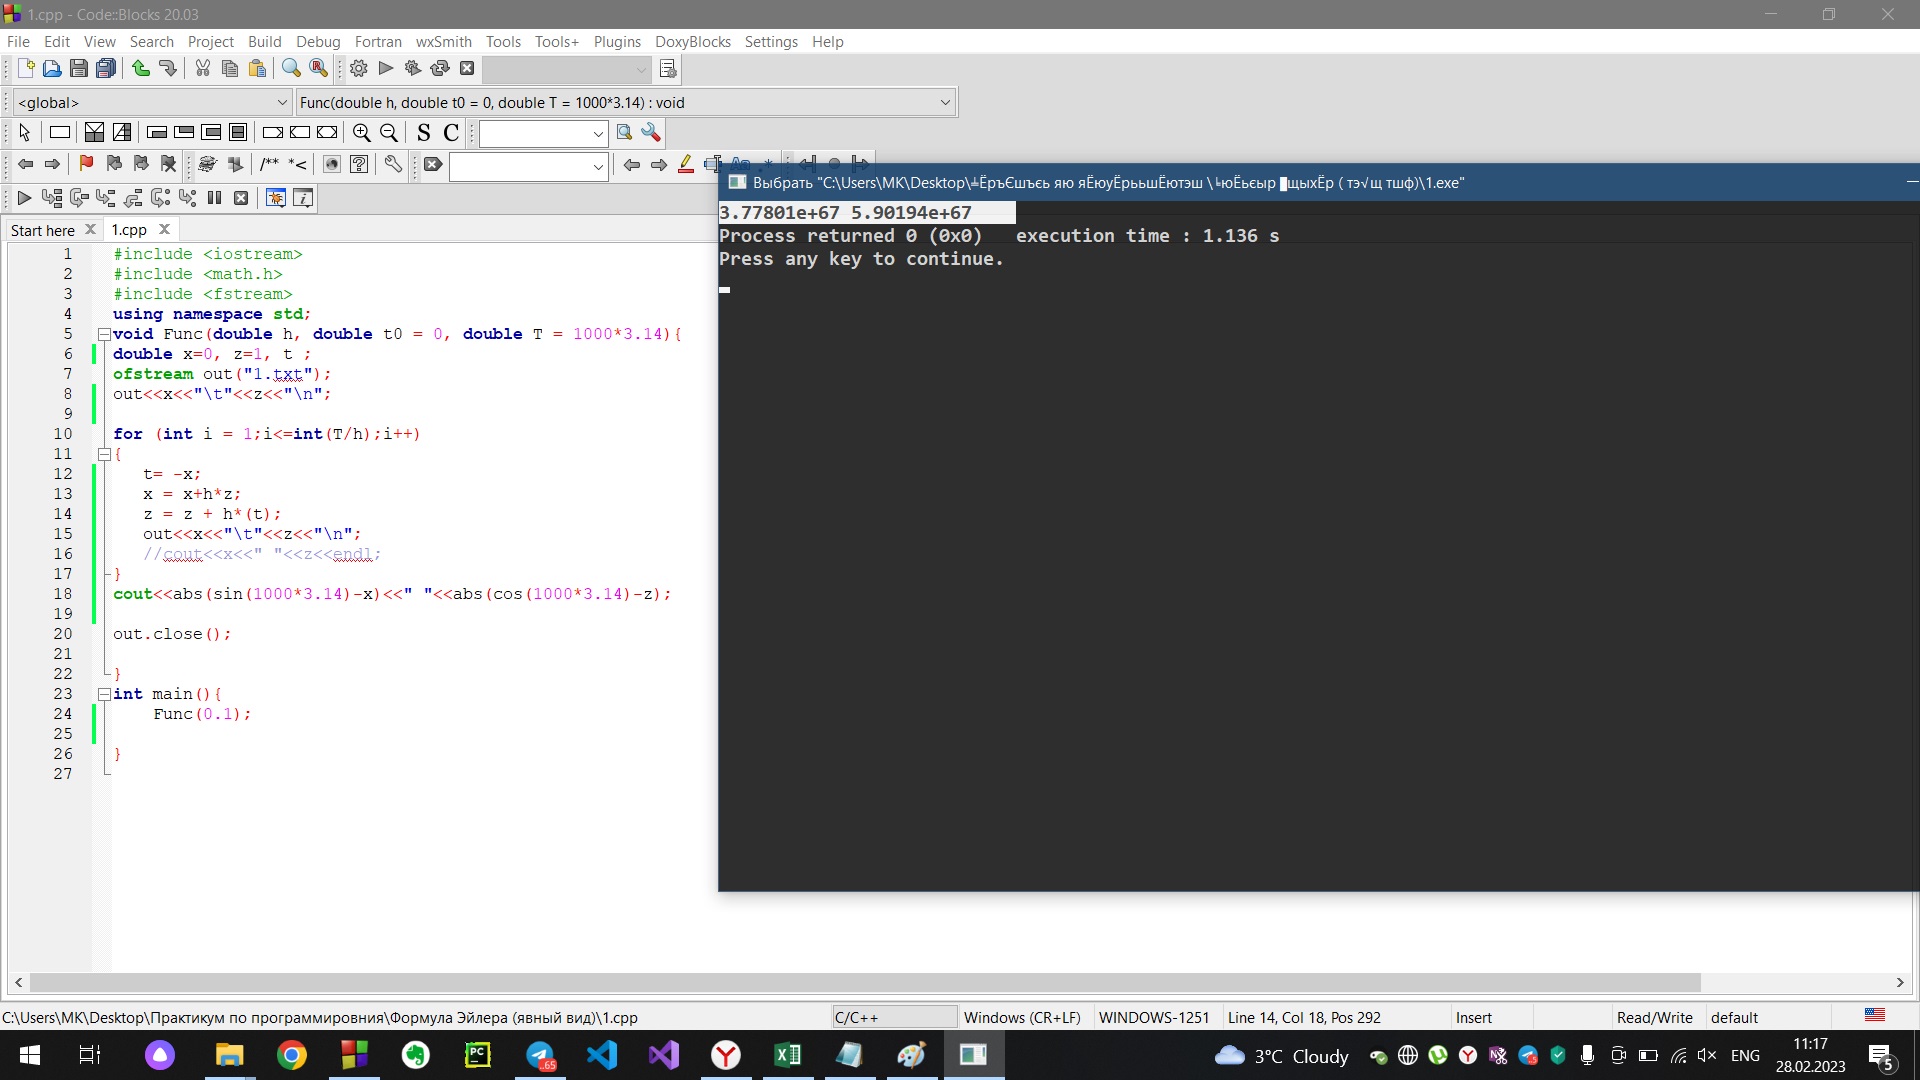 1.cpp - Code::Blocks 20.03
File Edit View Search Project Build Debug Fortran wxSmith Tools Tools+ Plugins DoxyBlocks Settings Help
<global>
Func(double h, double t0 = 0, double T = 1000*3.14) : void
S C
/** *<
Выбрать "C:\Users\MK\Desktop\
\1.exe"
3.77801e+67 5.90194e+67
Process returned 0 (0x0)   execution time : 1.136 s
Press any key to continue.
Start here
1.cpp
1 #include <iostream>
2 #include <math.h>
3 #include <fstream>
4 using namespace std;
5 void Func(double h, double t0 = 0, double T = 1000*3.14){
6 double x=0, z=1, t ;
7 ofstream out("1.txt");
8 out<<x<<"\t"<<z<<"\n";
9
10 for (int i = 1;i<=int(T/h);i++)
11 {
12    t= -x;
13    x = x+h*z;
14    z = z + h*(t);
15    out<<x<<"\t"<<z<<"\n";
16    //cout<<x<<" "<<z<<endl;
17 }
18 cout<<abs(sin(1000*3.14)-x)<<" "<<abs(cos(1000*3.14)-z);
19
20 out.close();
21
22 }
23 int main(){
24     Func(0.1);
25
26 }
27
C:\Users\MK\Desktop\Практикум по программировния\Формула Эйлера (явный вид)\1.cpp
C/C++
Windows (CR+LF)
WINDOWS-1251
Line 14, Col 18, Pos 292
Insert
Read/Write
default
PC
65
3°C Cloudy
ENG
11:17
28.02.2023
5